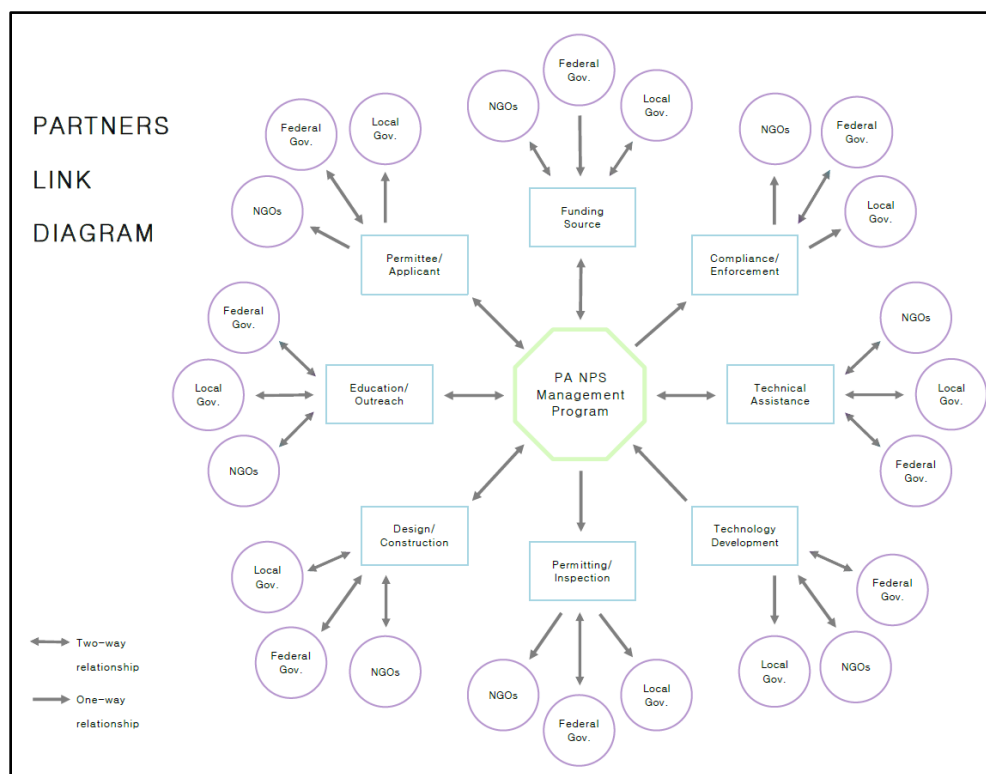 PARTNERS
LINK
DIAGRAM
Federal
Gov.
NGOs
Local
Gov.
Funding
Source
Federal
Gov.
Local
Gov.
NGOs
Permittee/
Applicant
NGOs
Federal
Gov.
Local
Gov.
Compliance/
Enforcement
Federal
Gov.
Local
Gov.
NGOs
Education/
Outreach
PA NPS
Management
Program
Technical
Assistance
NGOs
Local
Gov.
Federal
Gov.
Design/
Construction
Local
Gov.
Federal
Gov.
NGOs
Permitting/
Inspection
NGOs
Federal
Gov.
Local
Gov.
Technology
Development
Federal
Gov.
Local
Gov.
NGOs
Two-way
relationship
One-way
relationship